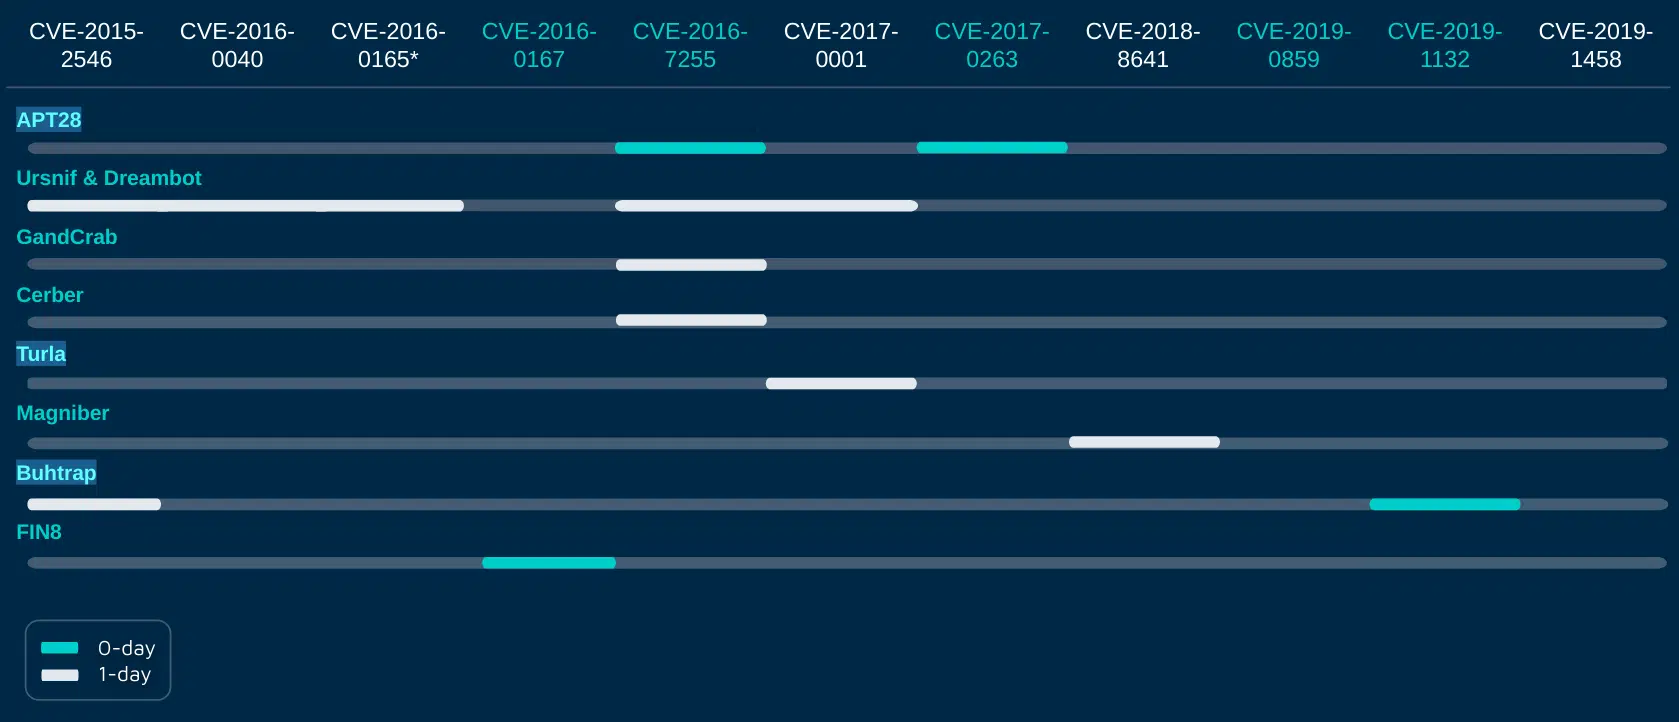 CVE-2015- CVE-2016- CVE-2016- CVE-2016- CVE-2016- CVE-2017- CVE-2017- CVE-2018- CVE-2019- CVE-2019- CVE-2019-
2546 0040 0165* 0167 7255 0001 0263 8641 0859 1132 1458
APT28
Ursnif & Dreambot
GandCrab
Cerber
Turla
Magniber
Buhtrap
FIN8
0-day
1-day